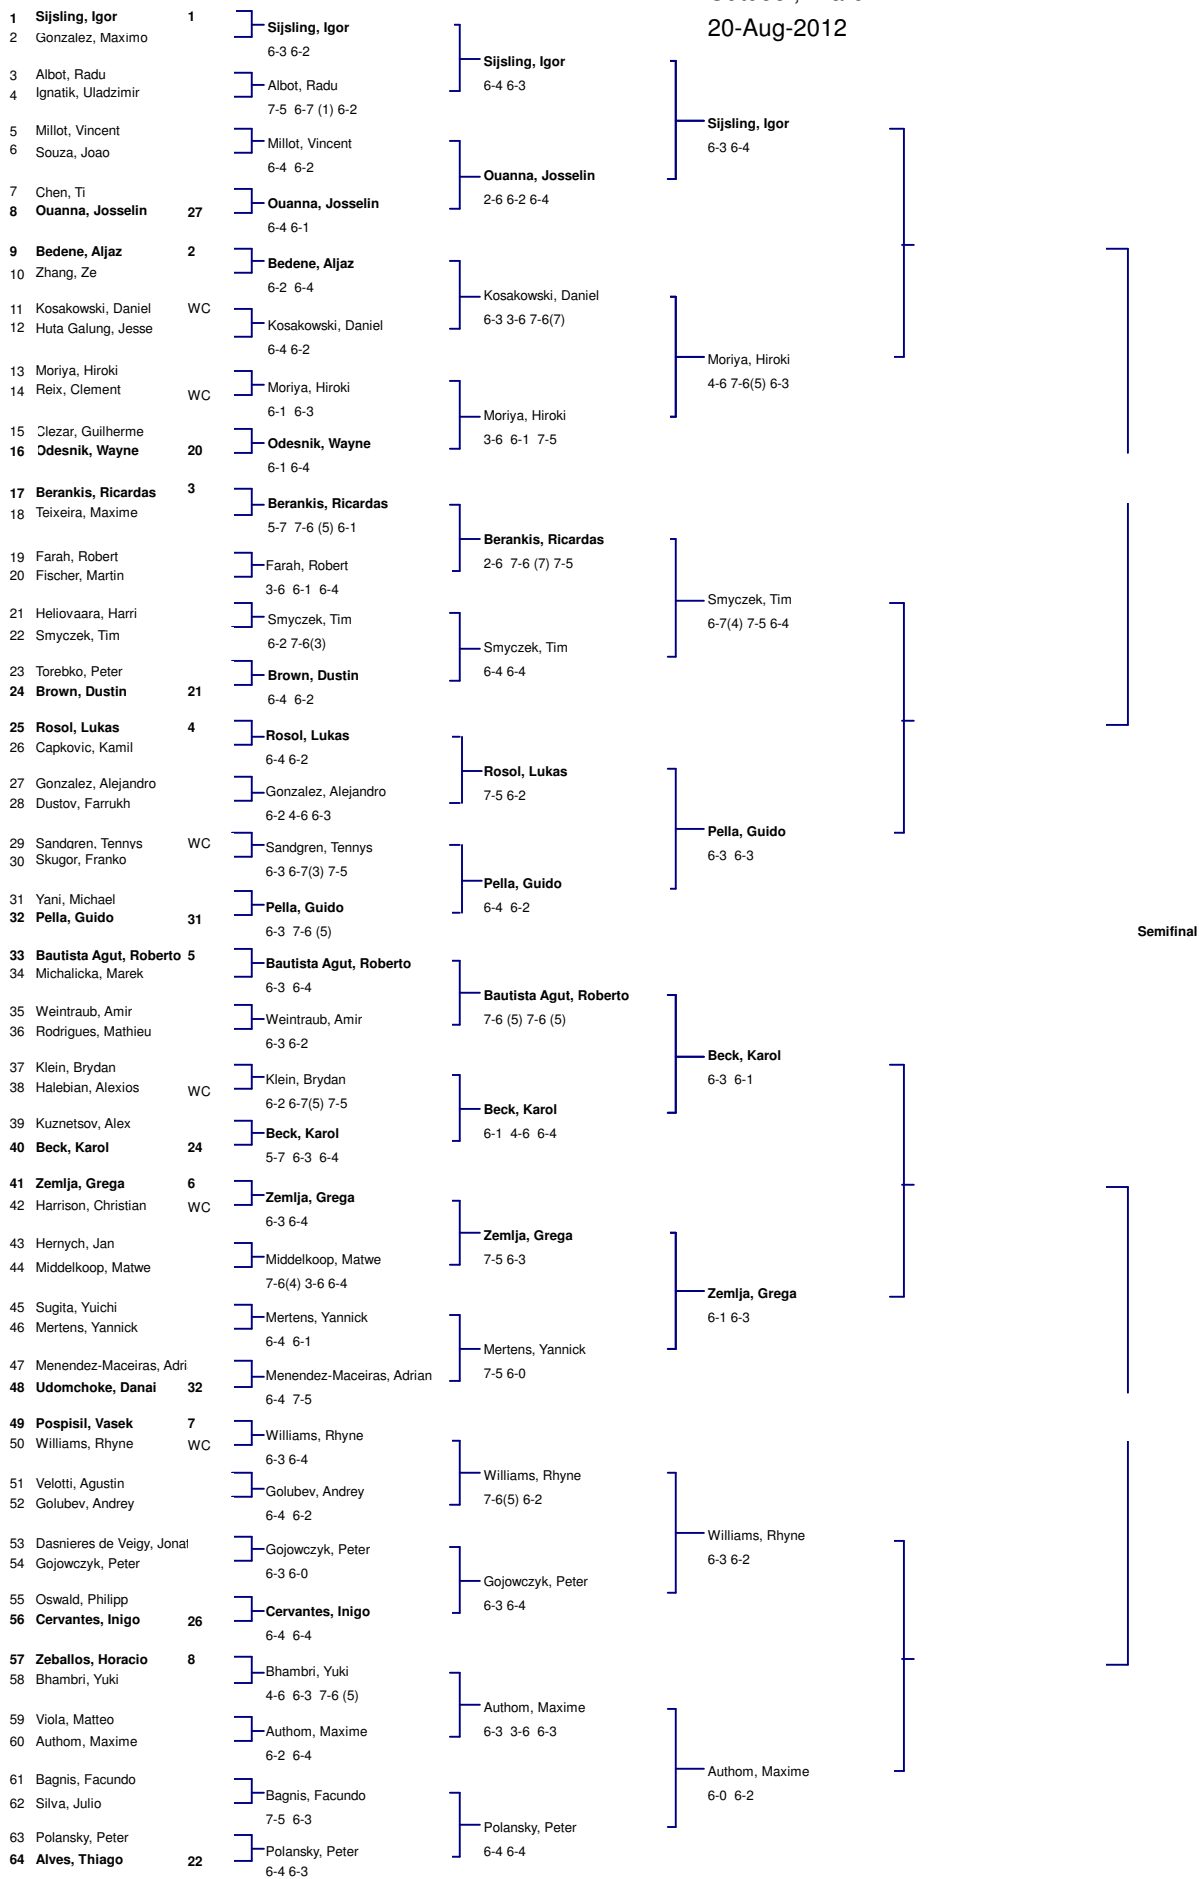 20-Aug-2012
1 Sijsling, Igor 1
2 Gonzalez, Maximo
Sijsling, Igor
6-3 6-2
3 Albot, Radu
4 Ignatik, Uladzimir
Albot, Radu
7-5 6-7 (1) 6-2
Sijsling, Igor
6-4 6-3
5 Millot, Vincent
6 Souza, Joao
Millot, Vincent
6-4 6-2
7 Chen, Ti
8 Ouanna, Josselin 27
Ouanna, Josselin
6-4 6-1
Ouanna, Josselin
2-6 6-2 6-4
Sijsling, Igor
6-3 6-4
9 Bedene, Aljaz 2
10 Zhang, Ze
Bedene, Aljaz
6-2 6-4
11 Kosakowski, Daniel WC
12 Huta Galung, Jesse
Kosakowski, Daniel
6-4 6-2
Kosakowski, Daniel
6-3 3-6 7-6(7)
13 Moriya, Hiroki
14 Reix, Clement WC
Moriya, Hiroki
6-1 6-3
15 Clezar, Guilherme
16 Odesnik, Wayne 20
Odesnik, Wayne
6-1 6-4
Moriya, Hiroki
3-6 6-1 7-5
Moriya, Hiroki
4-6 7-6(5) 6-3
17 Berankis, Ricardas 3
18 Teixeira, Maxime
Berankis, Ricardas
5-7 7-6 (5) 6-1
19 Farah, Robert
20 Fischer, Martin
Farah, Robert
3-6 6-1 6-4
Berankis, Ricardas
2-6 7-6 (7) 7-5
21 Heliovaara, Harri
22 Smyczek, Tim
Smyczek, Tim
6-2 7-6(3)
23 Torebko, Peter
24 Brown, Dustin 21
Brown, Dustin
6-4 6-2
Smyczek, Tim
6-4 6-4
Smyczek, Tim
6-7(4) 7-5 6-4
25 Rosol, Lukas 4
26 Capkovic, Kamil
Rosol, Lukas
6-4 6-2
27 Gonzalez, Alejandro
28 Dustov, Farrukh
Gonzalez, Alejandro
6-2 4-6 6-3
Rosol, Lukas
7-5 6-2
29 Sandgren, Tennys WC
30 Skugor, Franko
Sandgren, Tennys
6-3 6-7(3) 7-5
31 Yani, Michael
32 Pella, Guido 31
Pella, Guido
6-3 7-6 (5)
Pella, Guido
6-4 6-2
Pella, Guido
6-3 6-3
Semifinal
33 Bautista Agut, Roberto 5
34 Michalicka, Marek
Bautista Agut, Roberto
6-3 6-4
35 Weintraub, Amir
36 Rodrigues, Mathieu
Weintraub, Amir
6-3 6-2
Bautista Agut, Roberto
7-6 (5) 7-6 (5)
37 Klein, Brydan
38 Halebian, Alexios WC
Klein, Brydan
6-2 6-7(5) 7-5
39 Kuznetsov, Alex
40 Beck, Karol 24
Beck, Karol
5-7 6-3 6-4
Beck, Karol
6-1 4-6 6-4
Beck, Karol
6-3 6-1
41 Zemlja, Grega 6
42 Harrison, Christian WC
Zemlja, Grega
6-3 6-4
43 Hernych, Jan
44 Middelkoop, Matwe
Middelkoop, Matwe
7-6(4) 3-6 6-4
Zemlja, Grega
7-5 6-3
45 Sugita, Yuichi
46 Mertens, Yannick
Mertens, Yannick
6-4 6-1
47 Menendez-Maceiras, Adri
48 Udomchoke, Danai 32
Menendez-Maceiras, Adrian
6-4 7-5
Mertens, Yannick
7-5 6-0
Zemlja, Grega
6-1 6-3
49 Pospisil, Vasek 7
50 Williams, Rhyne WC
Williams, Rhyne
6-3 6-4
51 Velotti, Agustin
52 Golubev, Andrey
Golubev, Andrey
6-4 6-2
Williams, Rhyne
7-6(5) 6-2
53 Dasnieres de Veigy, Jonat
54 Gojowczyk, Peter
Gojowczyk, Peter
6-3 6-0
55 Oswald, Philipp
56 Cervantes, Inigo 26
Cervantes, Inigo
6-4 6-4
Gojowczyk, Peter
6-3 6-4
Williams, Rhyne
6-3 6-2
57 Zeballos, Horacio 8
58 Bhambri, Yuki
Bhambri, Yuki
4-6 6-3 7-6 (5)
59 Viola, Matteo
60 Authom, Maxime
Authom, Maxime
6-2 6-4
Authom, Maxime
6-3 3-6 6-3
61 Bagnis, Facundo
62 Silva, Julio
Bagnis, Facundo
7-5 6-3
63 Polansky, Peter
64 Alves, Thiago 22
Polansky, Peter
6-4 6-3
Polansky, Peter
6-4 6-4
Authom, Maxime
6-0 6-2